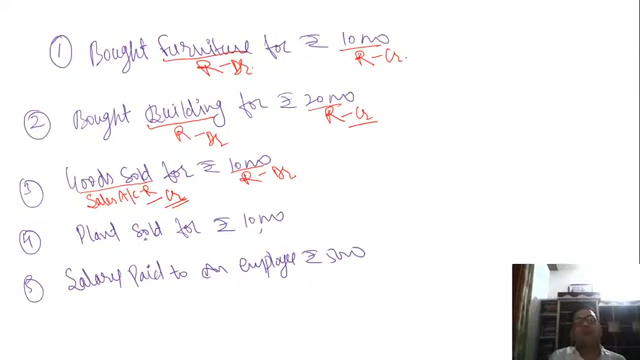 ① Bought furniture for ₹ 10,000
R - Dr. R - Cr.
② Bought Building for ₹ 20,000
R - Dr R - Cr
③ Goods Sold for ₹ 10,000
Sales A/C - R - Cr R - Dr
④ Plant sold for ₹ 10,000
⑤ Salary Paid to an employee ₹ 5000